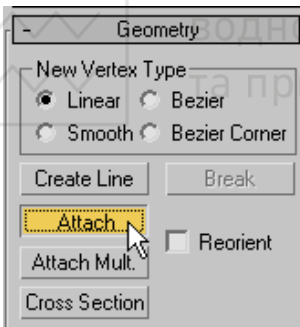 - Geometry
New Vertex Type
Linear Bezier
Smooth Bezier Corner
Create Line Break
Attach Reorient
Attach Mult.
Cross Section